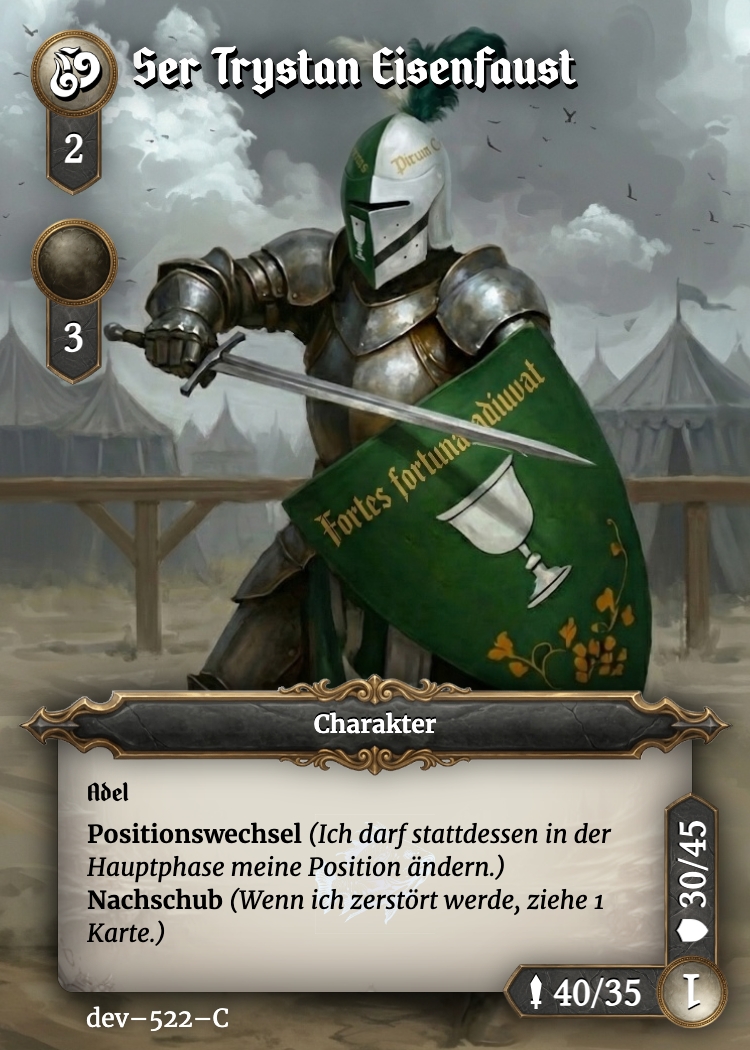 Ser Trystan Eisenfaust
2
3
Fortes fortuna adiuvat
Charakter
Adel
Positionswechsel (Ich darf stattdessen in der
Hauptphase meine Position ändern.)
Nachschub (Wenn ich zerstört werde, ziehe 1
Karte.)
30/45
40/35
1
dev–522–C